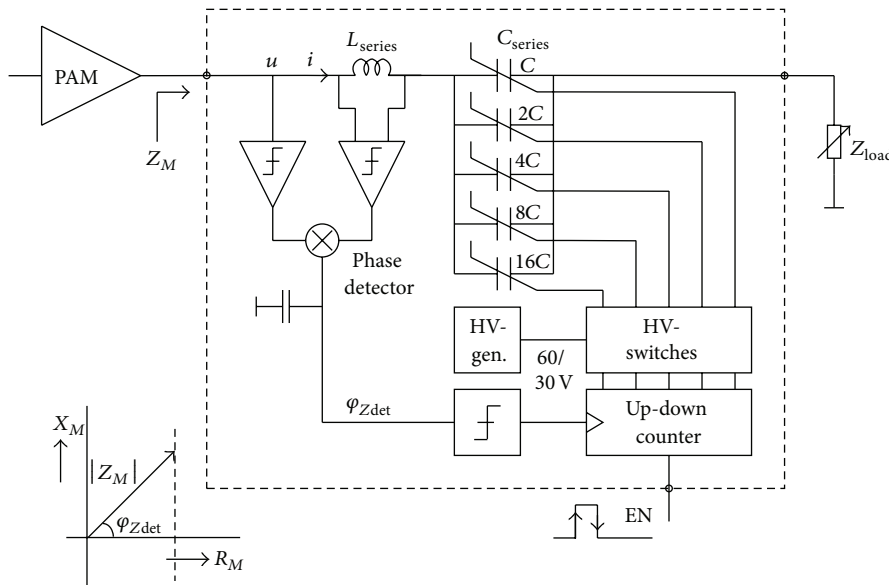 PAM
u
i
L_series
C_series
C
2C
4C
8C
16C
Z_M
Z_load
Phase
detector
HV-
gen.
60/
30 V
HV-
switches
φ_Zdet
Up-down
counter
EN
X_M
|Z_M|
φ_Zdet
R_M